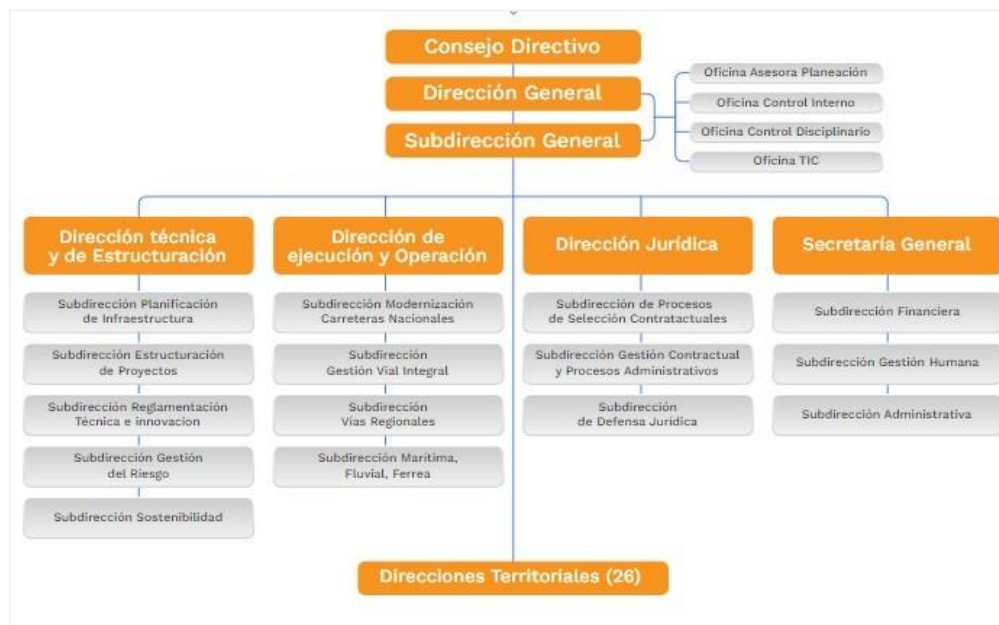 Consejo Directivo
Dirección General
Subdirección General
Oficina Asesora Planeación
Oficina Control Interno
Oficina Control Disciplinario
Oficina TIC
Dirección técnica
y de Estructuración
Subdirección Planificación
de Infraestructura
Subdirección Estructuración
de Proyectos
Subdirección Reglamentación
Técnica e innovacion
Subdirección Gestión
del Riesgo
Subdirección Sostenibilidad
Dirección de
ejecución y Operación
Subdirección Modernización
Carreteras Nacionales
Subdirección
Gestión Vial Integral
Subdirección
Vías Regionales
Subdirección Marítima,
Fluvial, Ferrea
Dirección Jurídica
Subdirección de Procesos
de Selección Contratactuales
Subdirección Gestión Contractual
y Procesos Administrativos
Subdirección
de Defensa Jurídica
Secretaría General
Subdirección Financiera
Subdirección Gestión Humana
Subdirección Administrativa
Direcciones Territoriales (26)